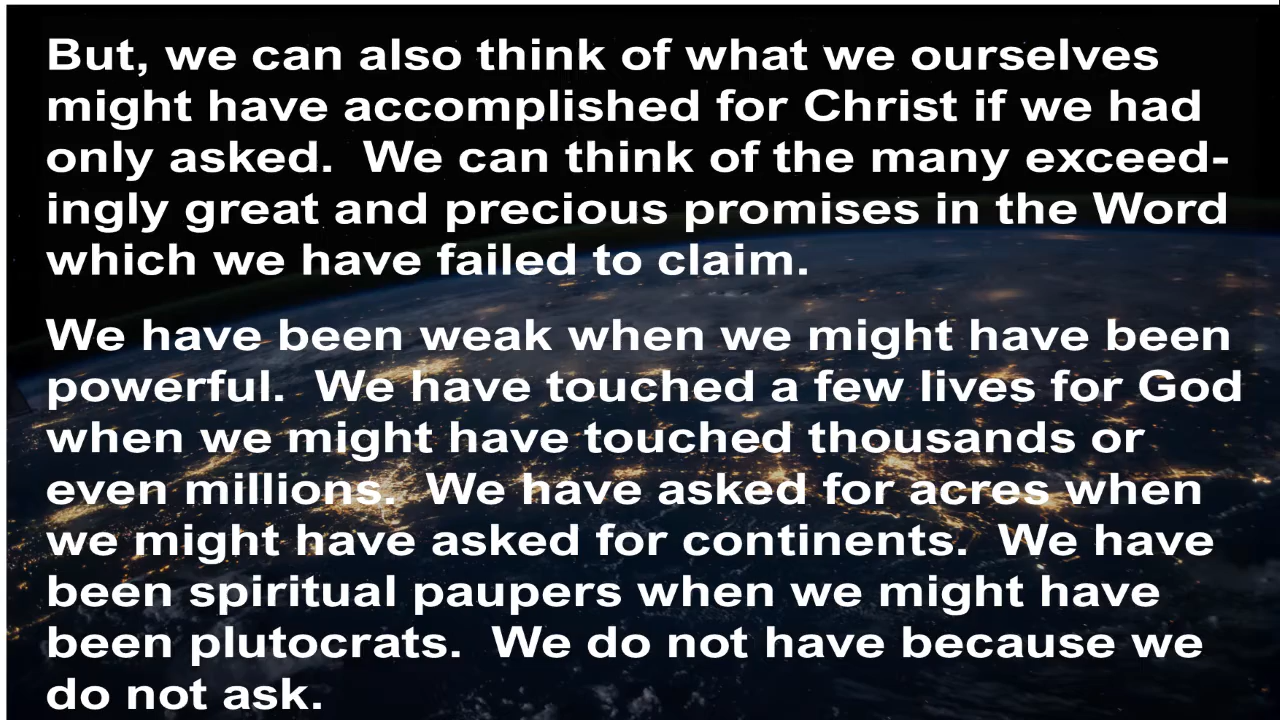 But, we can also think of what we ourselves
might have accomplished for Christ if we had
only asked.  We can think of the many exceed-
ingly great and precious promises in the Word
which we have failed to claim.
We have been weak when we might have been
powerful.  We have touched a few lives for God
when we might have touched thousands or
even millions.  We have asked for acres when
we might have asked for continents.  We have
been spiritual paupers when we might have
been plutocrats.  We do not have because we
do not ask.